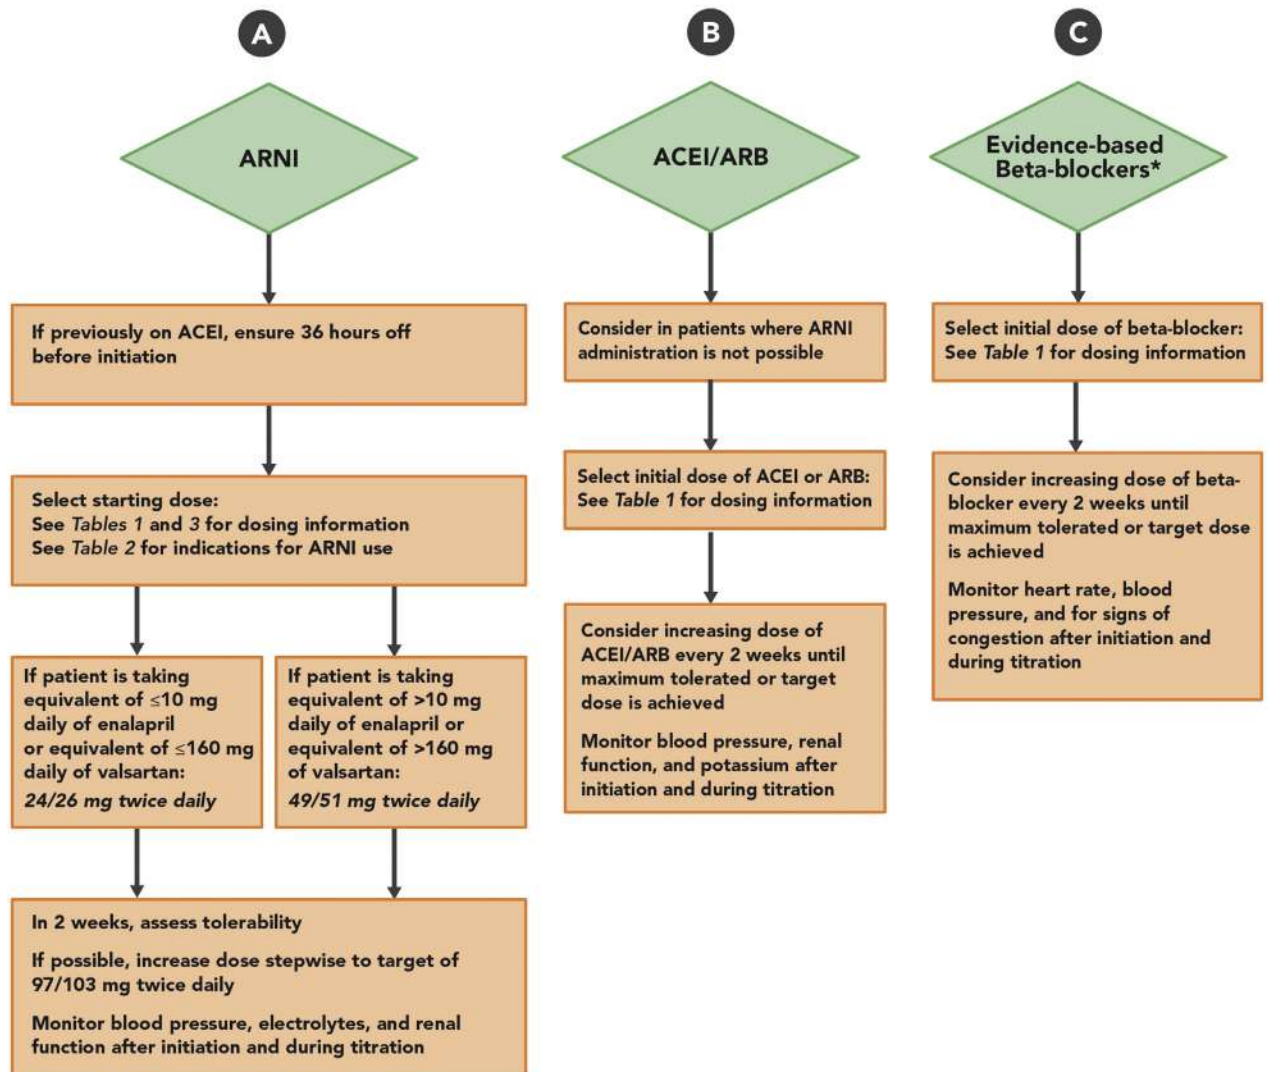 A
ARNI
If previously on ACEI, ensure 36 hours off
before initiation
Select starting dose:
See Tables 1 and 3 for dosing information
See Table 2 for indications for ARNI use
If patient is taking
equivalent of ≤10 mg
daily of enalapril
or equivalent of ≤160 mg
daily of valsartan:
24/26 mg twice daily
If patient is taking
equivalent of >10 mg
daily of enalapril or
equivalent of >160 mg
of valsartan:
49/51 mg twice daily
In 2 weeks, assess tolerability
If possible, increase dose stepwise to target of
97/103 mg twice daily
Monitor blood pressure, electrolytes, and renal
function after initiation and during titration
B
ACEI/ARB
Consider in patients where ARNI
administration is not possible
Select initial dose of ACEI or ARB:
See Table 1 for dosing information
Consider increasing dose of
ACEI/ARB every 2 weeks until
maximum tolerated or target
dose is achieved
Monitor blood pressure, renal
function, and potassium after
initiation and during titration
C
Evidence-based
Beta-blockers*
Select initial dose of beta-blocker:
See Table 1 for dosing information
Consider increasing dose of beta-
blocker every 2 weeks until
maximum tolerated or target dose
is achieved
Monitor heart rate, blood
pressure, and for signs of
congestion after initiation and
during titration